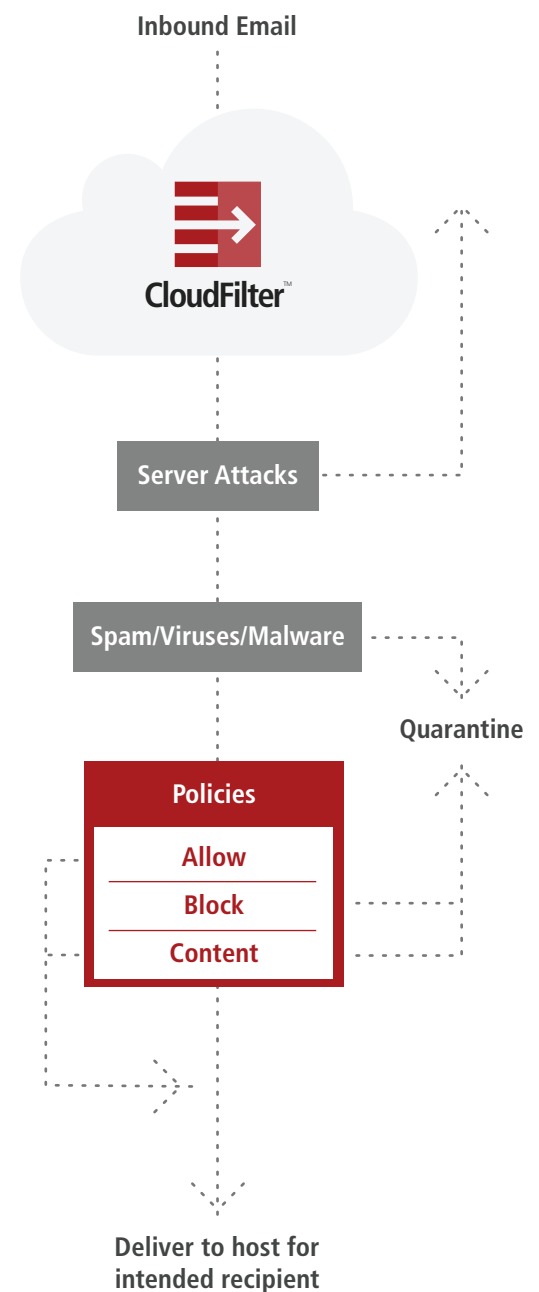 Inbound Email
CloudFilter™
Server Attacks
Spam/Viruses/Malware
Quarantine
Policies
Allow
Block
Content
Deliver to host for
intended recipient